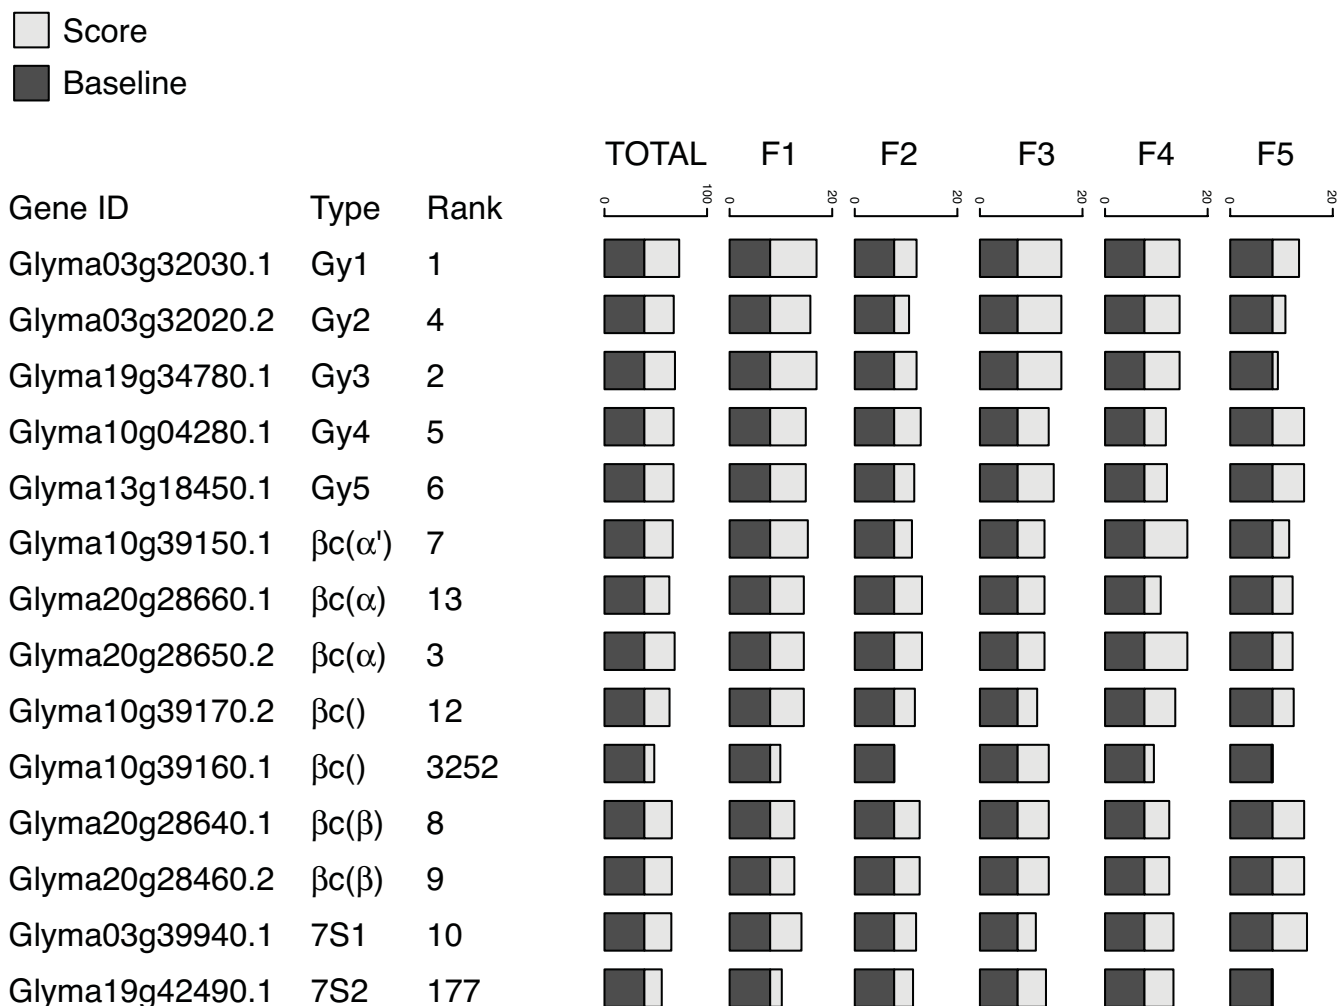 Score
Baseline
TOTAL F1 F2 F3 F4 F5
Gene ID Type Rank 0 100 0 20 0 20 0 20 0 20 0 20
Glyma03g32030.1 Gy1 1
Glyma03g32020.2 Gy2 4
Glyma19g34780.1 Gy3 2
Glyma10g04280.1 Gy4 5
Glyma13g18450.1 Gy5 6
Glyma10g39150.1 βc(α') 7
Glyma20g28660.1 βc(α) 13
Glyma20g28650.2 βc(α) 3
Glyma10g39170.2 βc() 12
Glyma10g39160.1 βc() 3252
Glyma20g28640.1 βc(β) 8
Glyma20g28460.2 βc(β) 9
Glyma03g39940.1 7S1 10
Glyma19g42490.1 7S2 177